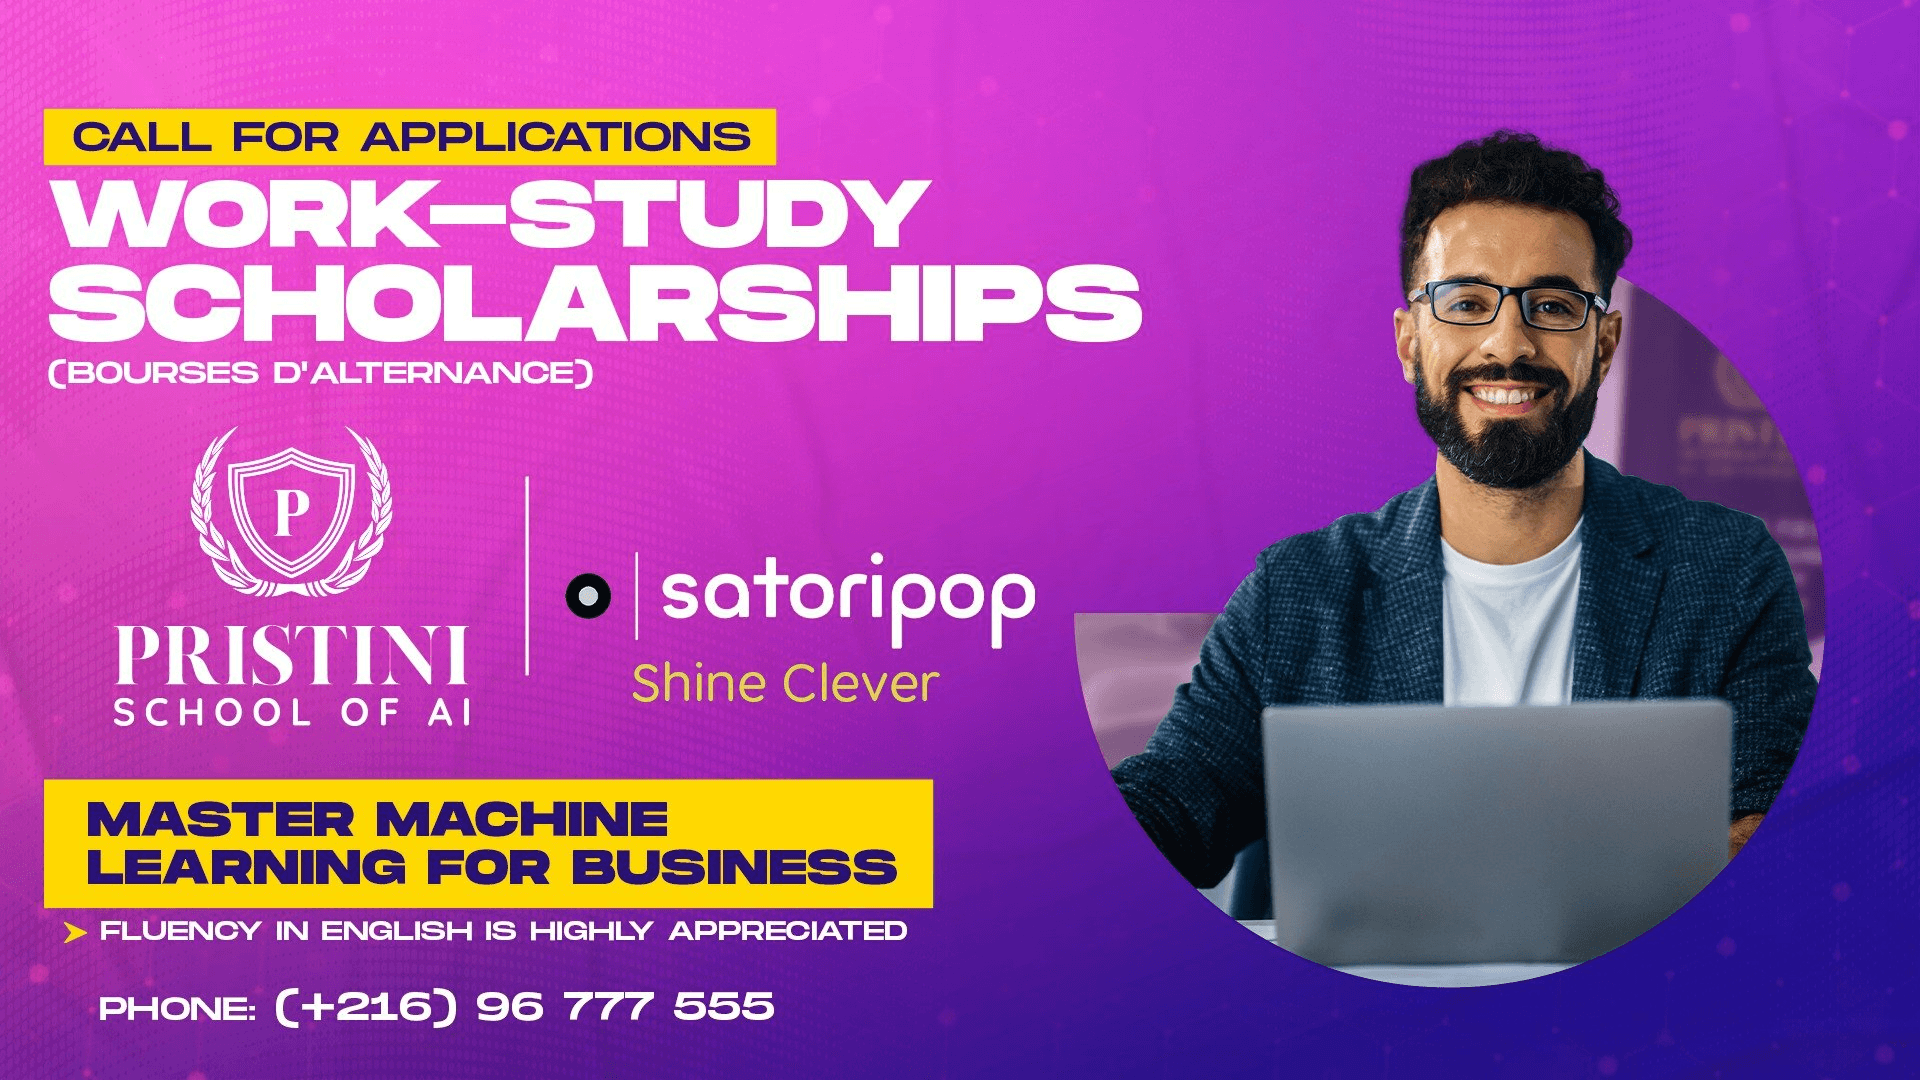 CALL FOR APPLICATIONS
WORK-STUDY
SCHOLARSHIPS
(BOURSES D'ALTERNANCE)
P
PRISTINI
SCHOOL OF AI
satoripop
Shine Clever
MASTER MACHINE
LEARNING FOR BUSINESS
➤ FLUENCY IN ENGLISH IS HIGHLY APPRECIATED
PHONE: (+216) 96 777 555